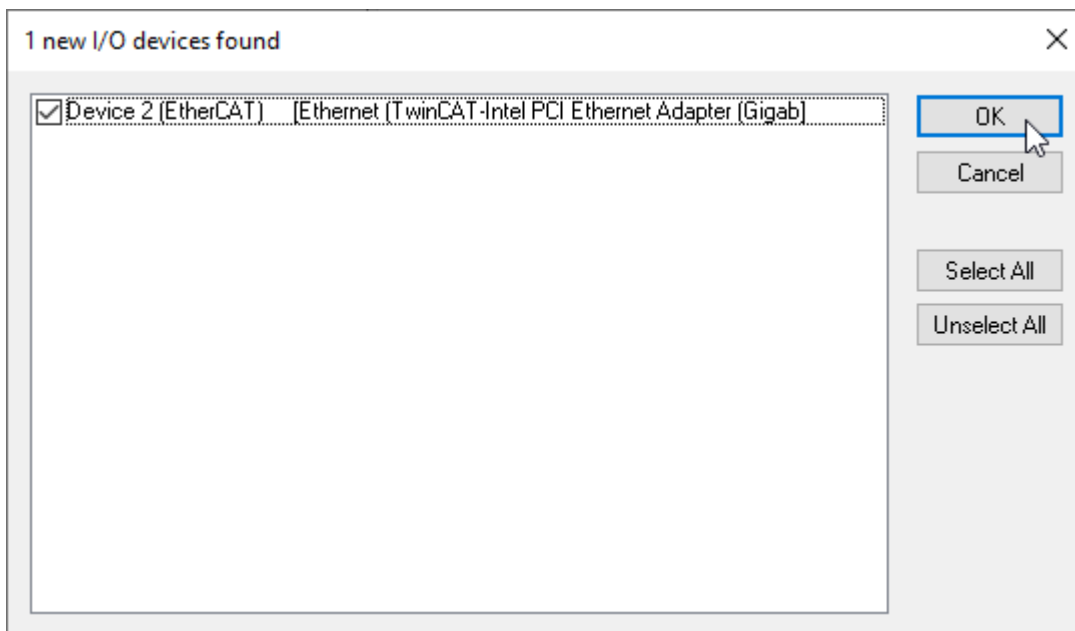 1 new I/O devices found
Device 2 (EtherCAT) [Ethernet (TwinCAT-Intel PCI Ethernet Adapter (Gigab]
OK
Cancel
Select All
Unselect All